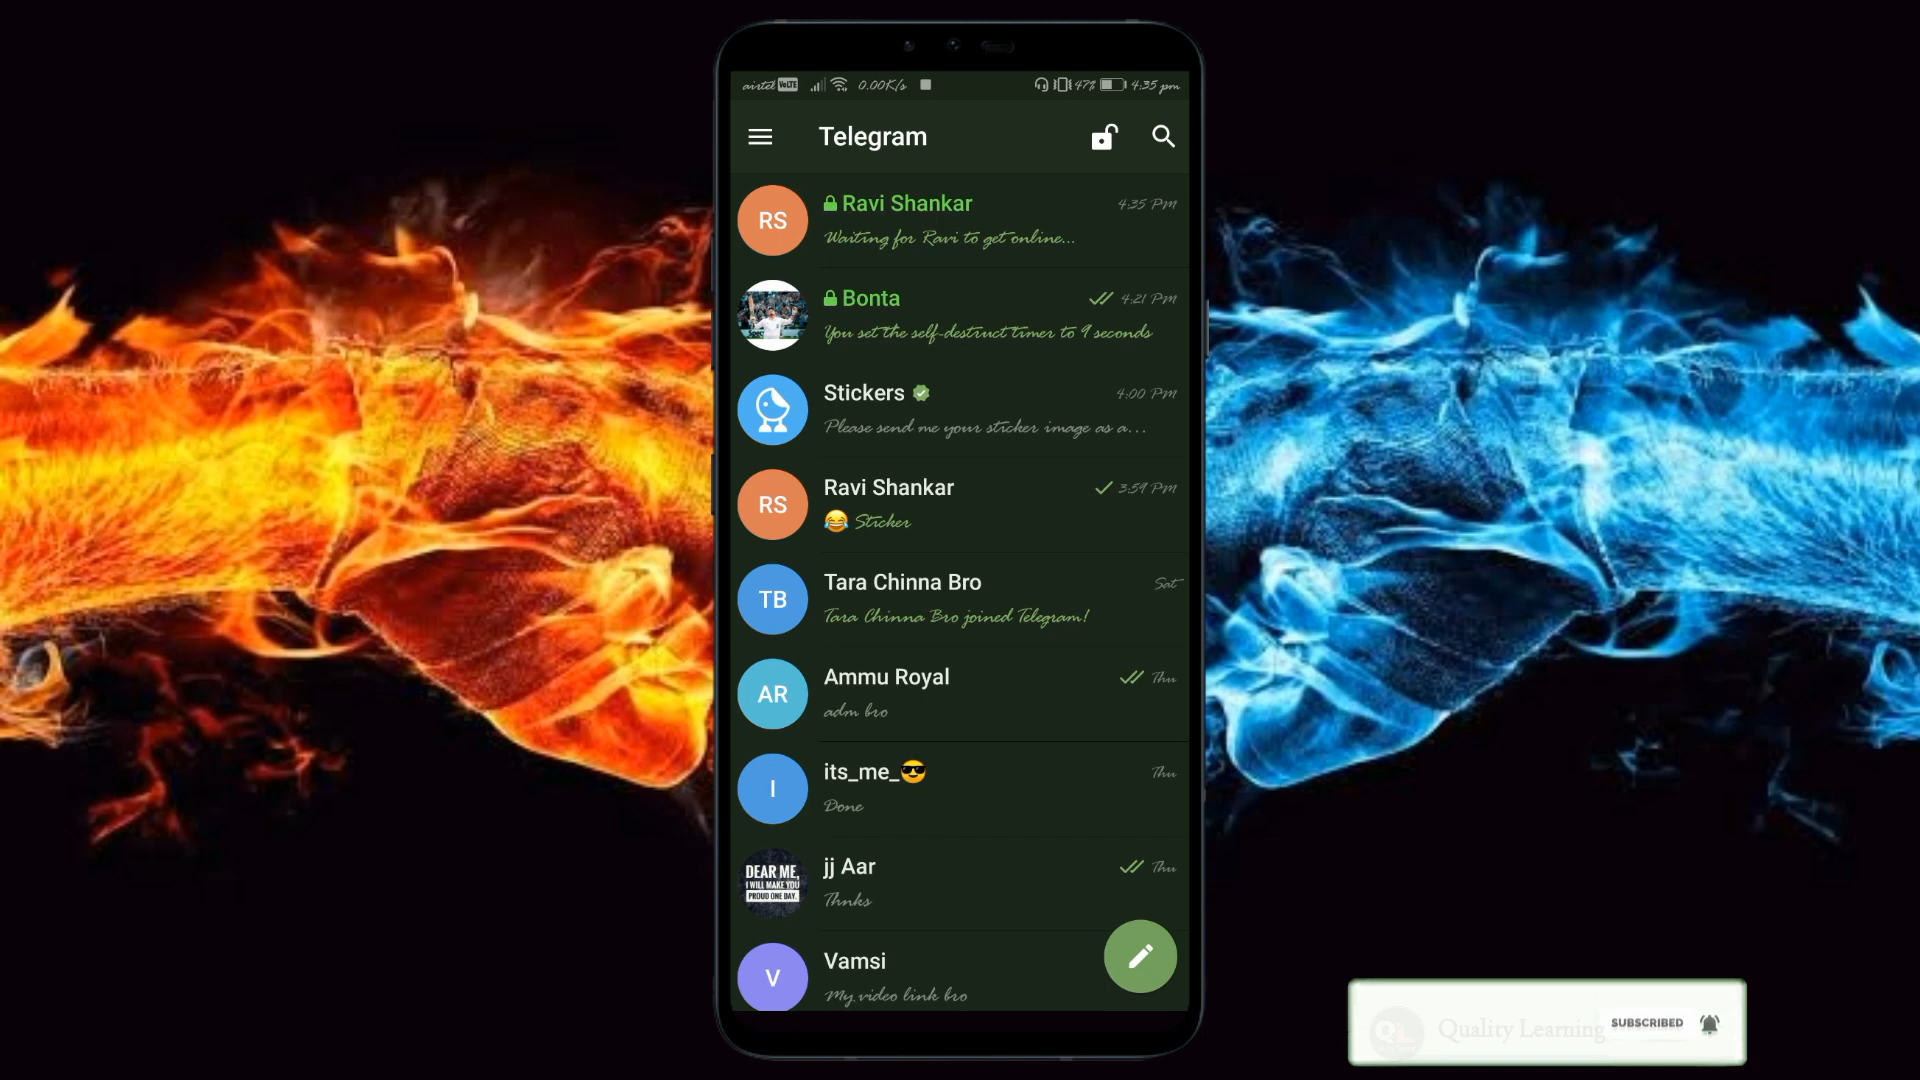 airtel VoLTE 0.00K/s 47% 4:35 pm
Telegram
RS Ravi Shankar 4:35 PM
Waiting for Ravi to get online...
Bonta 4:21 PM
You set the self-destruct timer to 9 seconds
Stickers 4:00 PM
Please send me your sticker image as a...
RS Ravi Shankar 3:59 PM
😂 Sticker
TB Tara Chinna Bro Sat
Tara Chinna Bro joined Telegram!
AR Ammu Royal Thu
adm bro
I its_me_😎 Thu
Done
DEAR ME,
I WILL MAKE YOU
PROUD ONE DAY.
jj Aar Thu
Thnks
V Vamsi
My video link bro
QL Quality Learning SUBSCRIBED